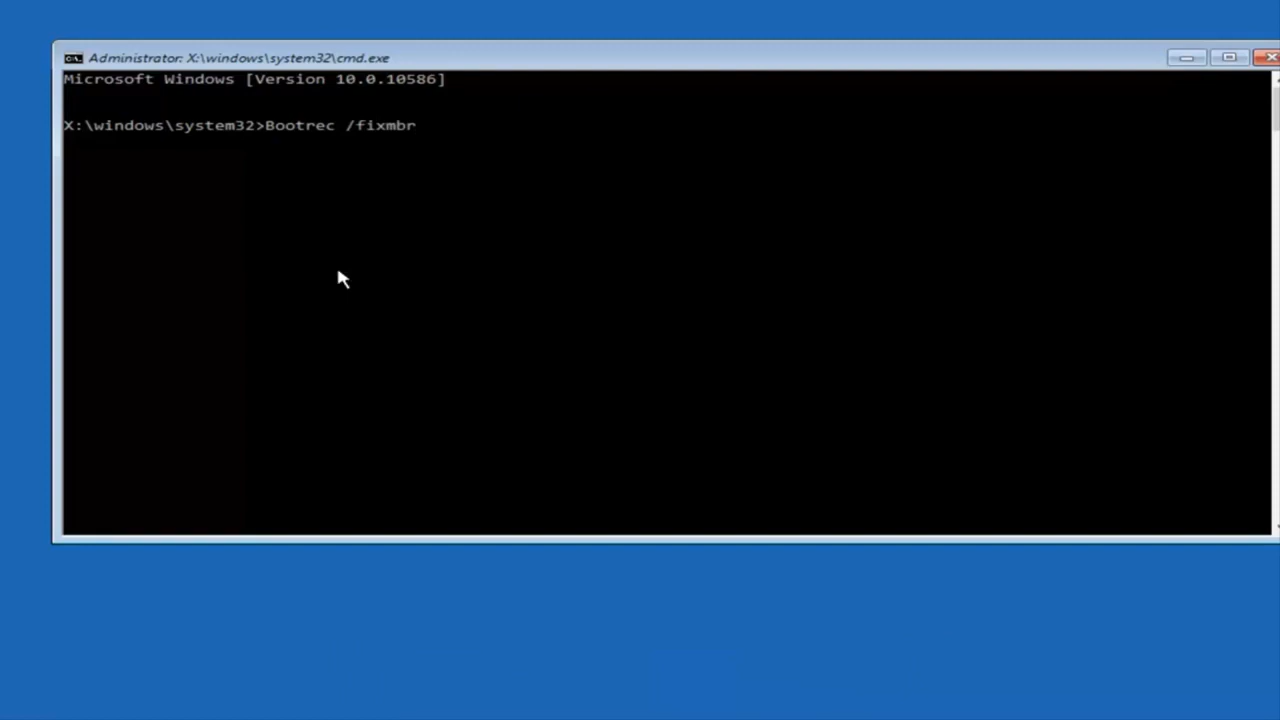 Administrator: X:\windows\system32\cmd.exe
Microsoft Windows [Version 10.0.10586]
X:\windows\system32>Bootrec /fixmbr